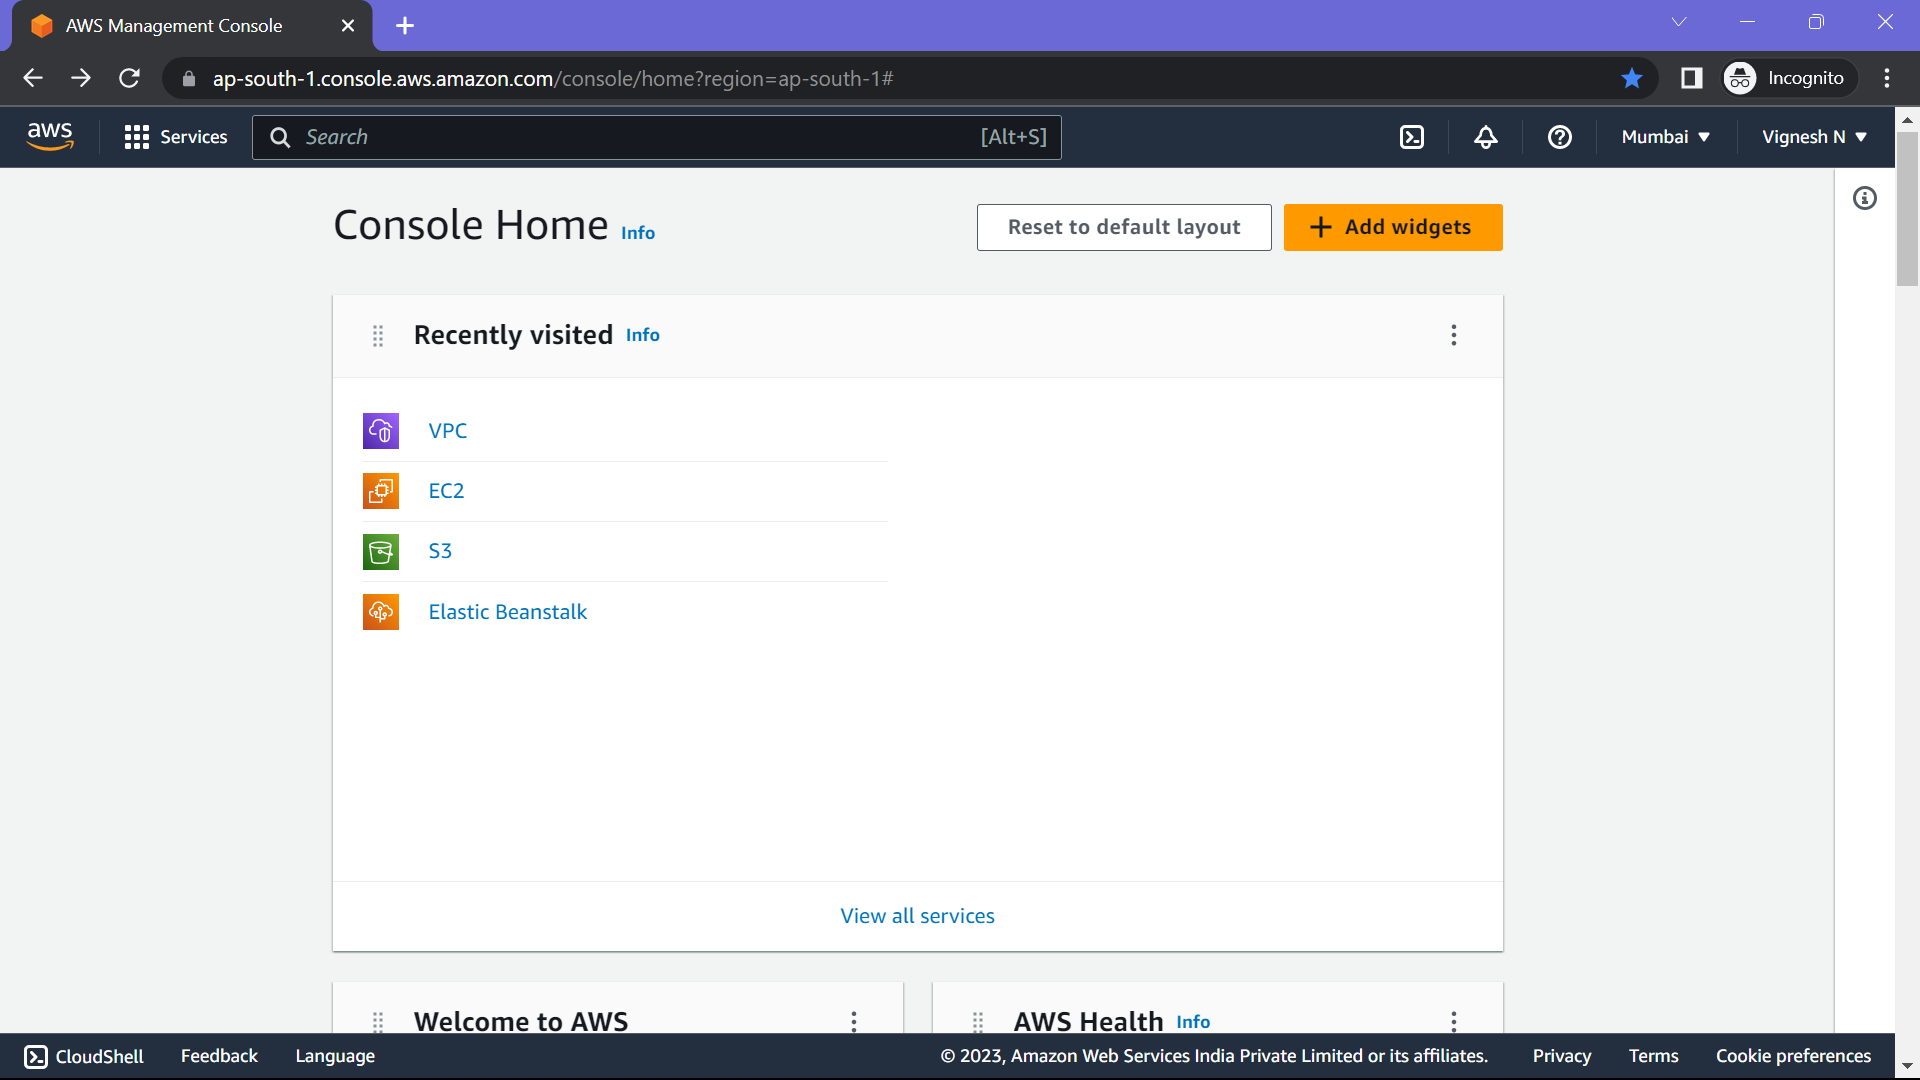 AWS Management Console
ap-south-1.console.aws.amazon.com/console/home?region=ap-south-1#
Incognito
aws
Services
Search
[Alt+S]
Mumbai
Vignesh N
Console Home Info
Reset to default layout
Add widgets
Recently visited Info
VPC
EC2
S3
Elastic Beanstalk
View all services
Welcome to AWS
AWS Health Info
CloudShell
Feedback
Language
© 2023, Amazon Web Services India Private Limited or its affiliates.
Privacy
Terms
Cookie preferences